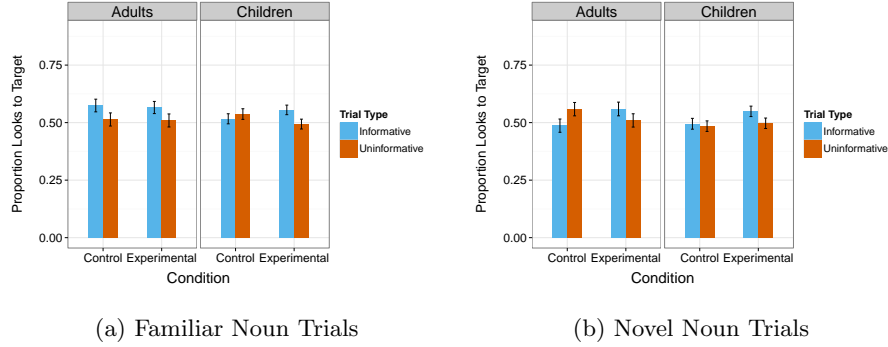 Adults Children
Proportion Looks to Target
0.75
0.50
0.25
0.00
Control Experimental Control Experimental
Condition
Trial Type
Informative
Uninformative
(a) Familiar Noun Trials
Adults Children
Proportion Looks to Target
0.75
0.50
0.25
0.00
Control Experimental Control Experimental
Condition
Trial Type
Informative
Uninformative
(b) Novel Noun Trials